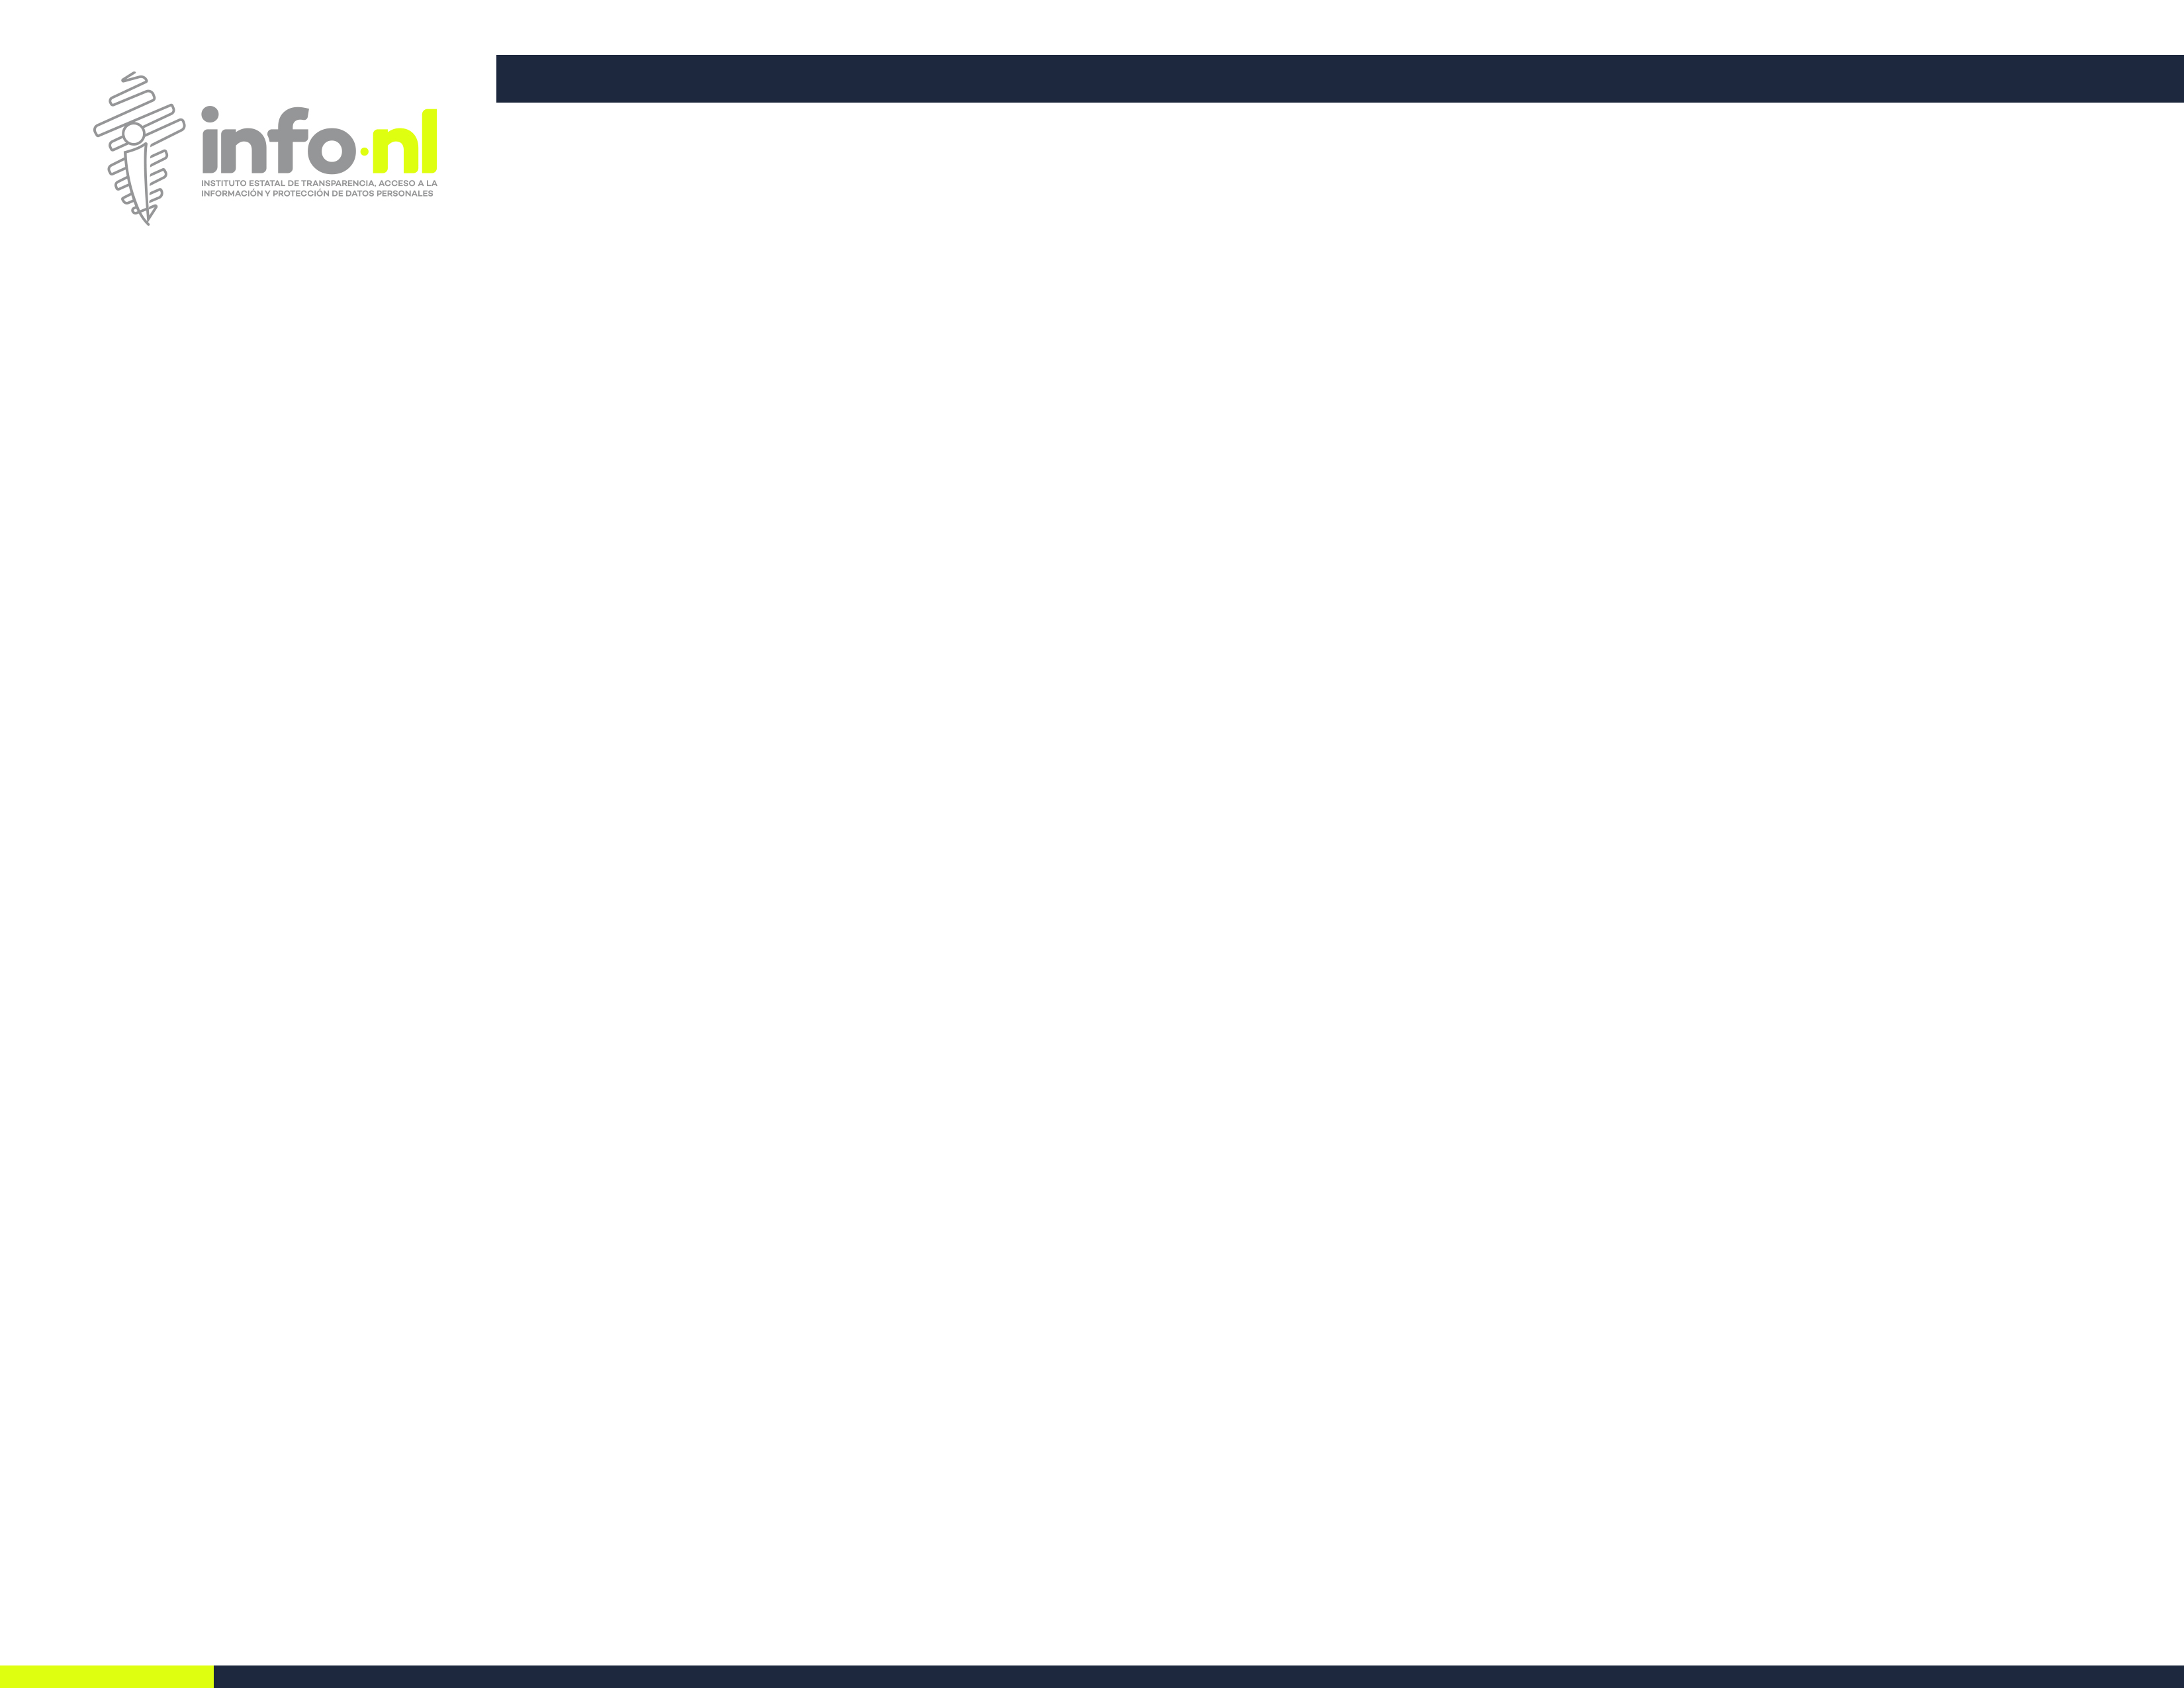 info·nl
INSTITUTO ESTATAL DE TRANSPARENCIA, ACCESO A LA
INFORMACIÓN Y PROTECCIÓN DE DATOS PERSONALES